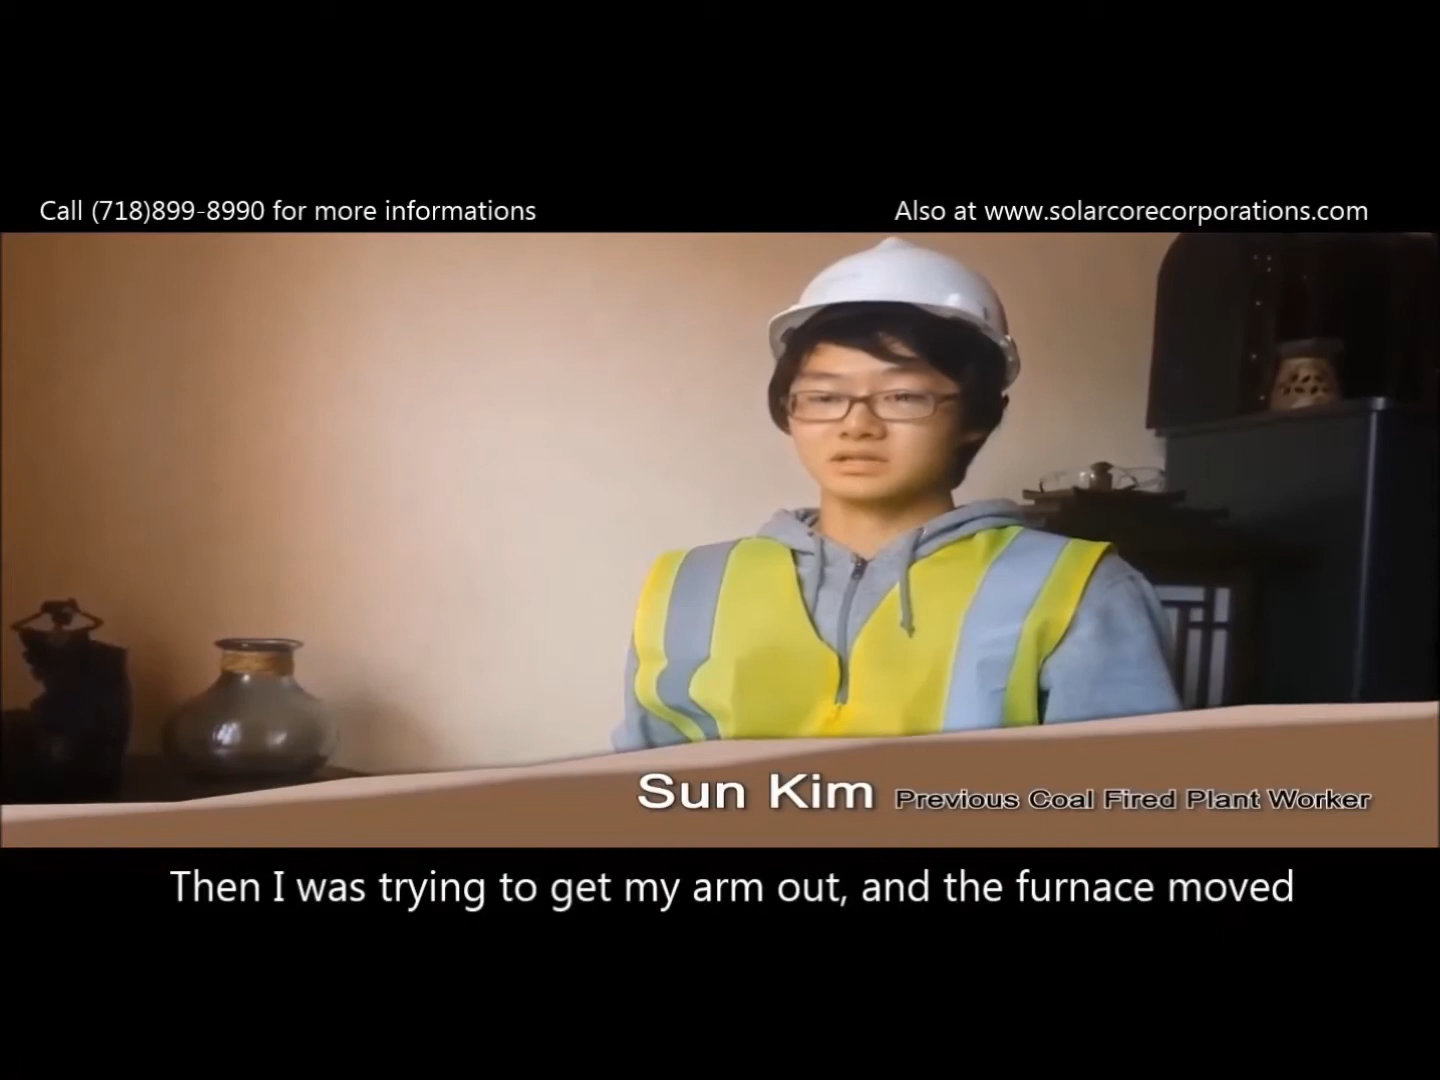 Call (718)899-8990 for more informations
Also at www.solarcorecorporations.com
Sun Kim Previous Coal Fired Plant Worker
Then I was trying to get my arm out, and the furnace moved